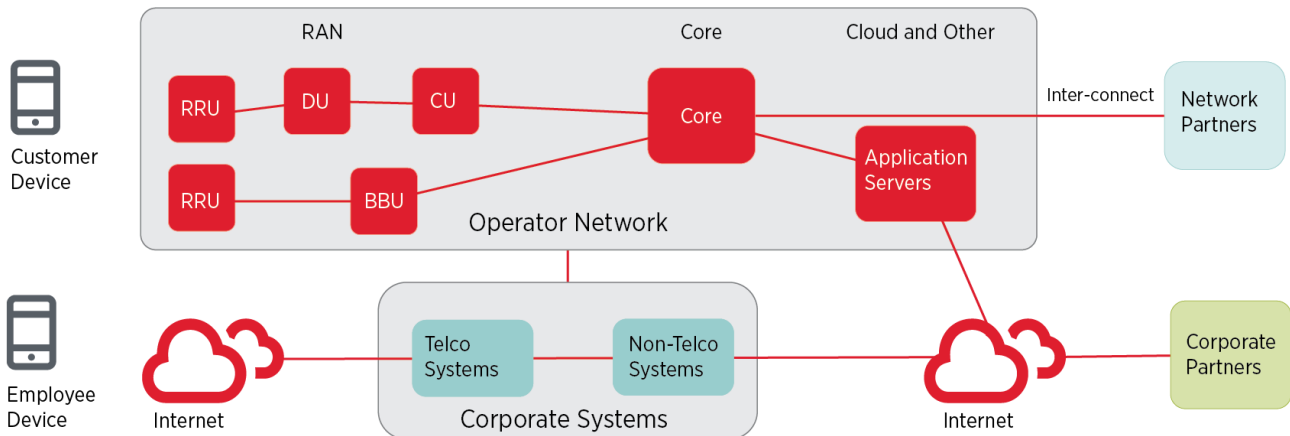 RAN
Core
Cloud and Other
RRU
DU
CU
Core
Inter-connect
Network
Partners
Customer
Device
Application
Servers
RRU
BBU
Operator Network
Employee
Device
Internet
Telco
Systems
Non-Telco
Systems
Corporate Systems
Internet
Corporate
Partners